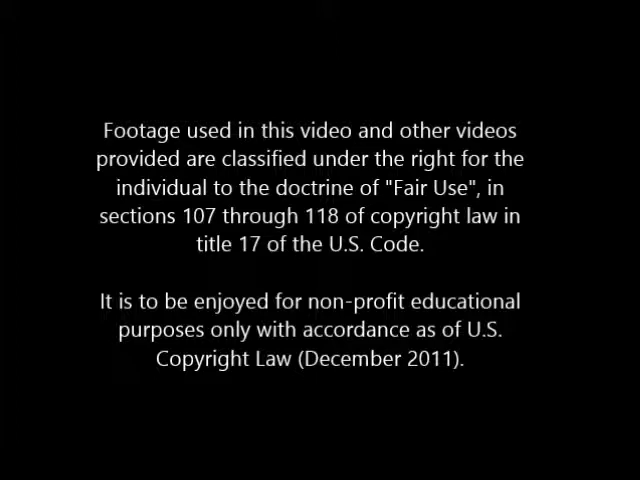 Footage used in this video and other videos
provided are classified under the right for the
individual to the doctrine of "Fair Use", in
sections 107 through 118 of copyright law in
title 17 of the U.S. Code.
It is to be enjoyed for non-profit educational
purposes only with accordance as of U.S.
Copyright Law (December 2011).